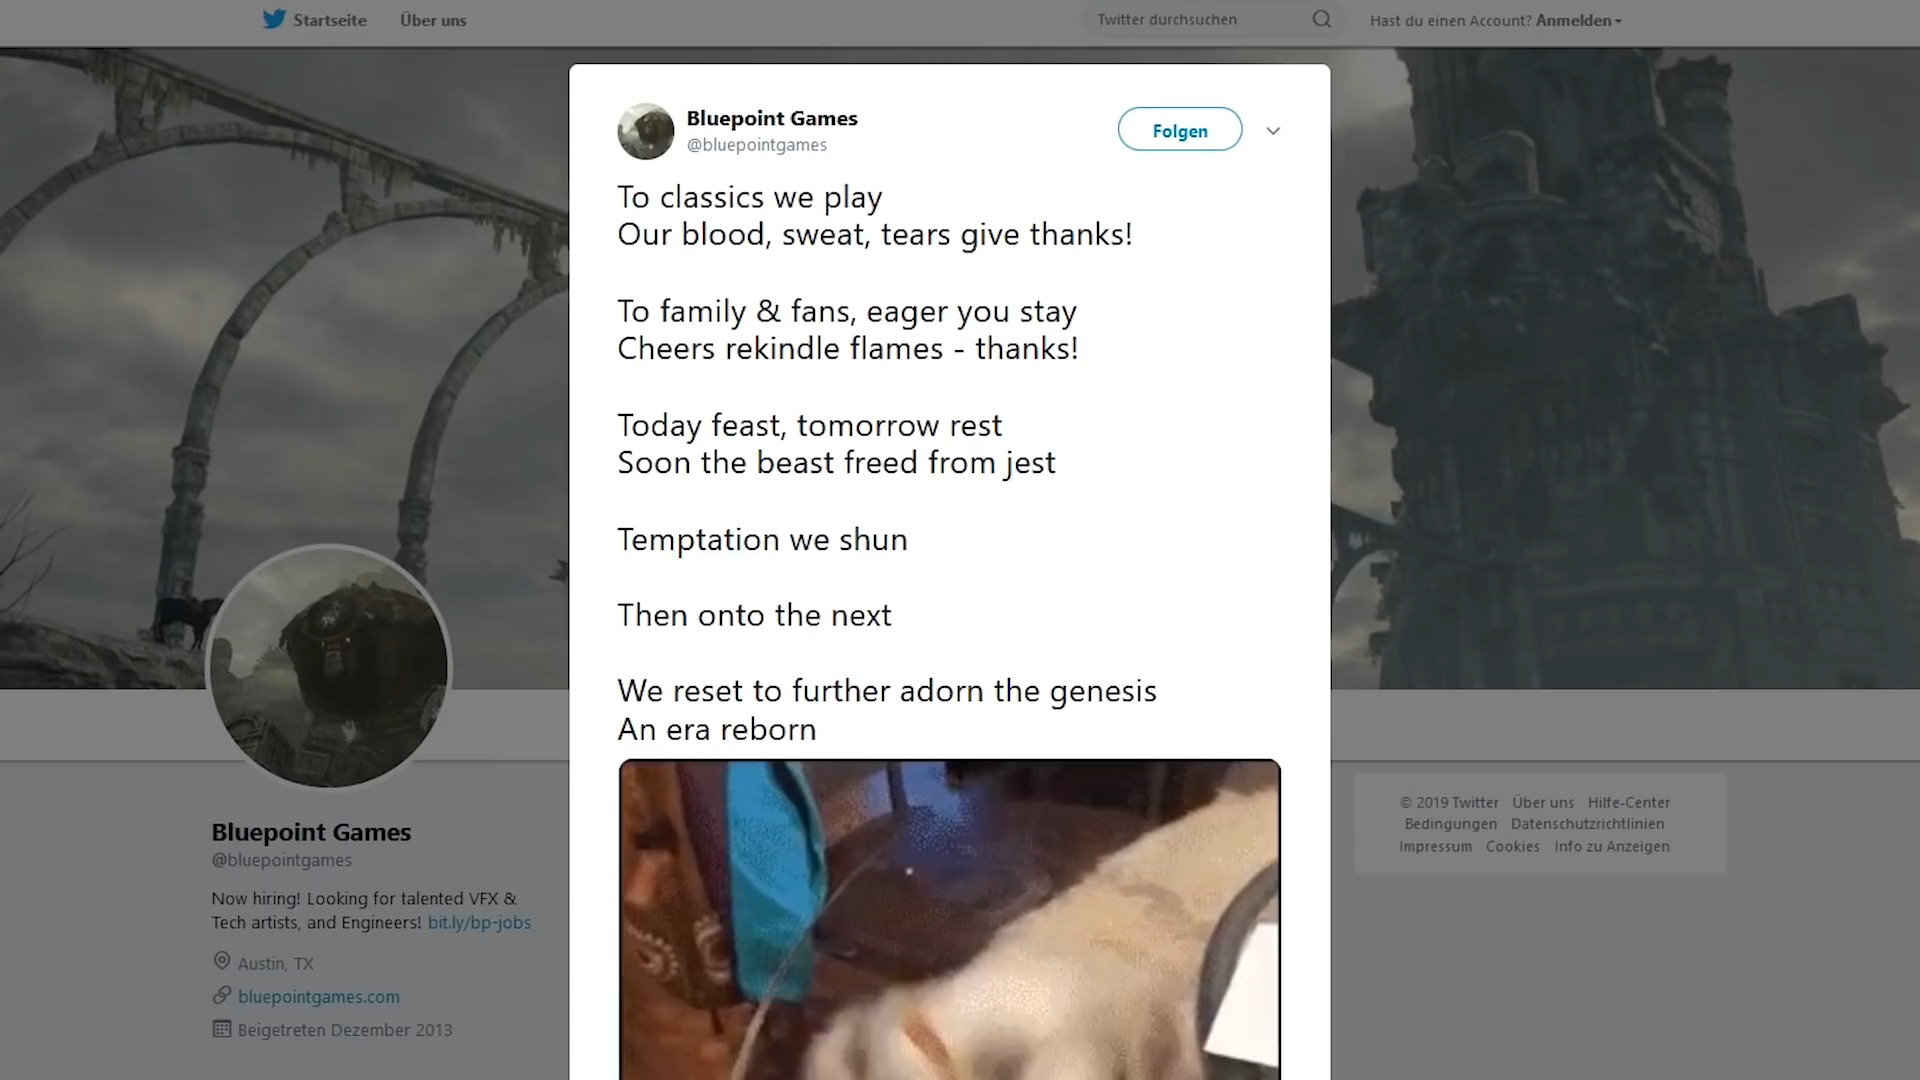 Startseite Über uns
Twitter durchsuchen
Hast du einen Account? Anmelden
Bluepoint Games
@bluepointgames
Folgen
To classics we play
Our blood, sweat, tears give thanks!
To family & fans, eager you stay
Cheers rekindle flames - thanks!
Today feast, tomorrow rest
Soon the beast freed from jest
Temptation we shun
Then onto the next
We reset to further adorn the genesis
An era reborn
Bluepoint Games
@bluepointgames
Now hiring! Looking for talented VFX &
Tech artists, and Engineers! bit.ly/bp-jobs
Austin, TX
bluepointgames.com
Beigetreten Dezember 2013
© 2019 Twitter Über uns Hilfe-Center
Bedingungen Datenschutzrichtlinien
Impressum Cookies Info zu Anzeigen